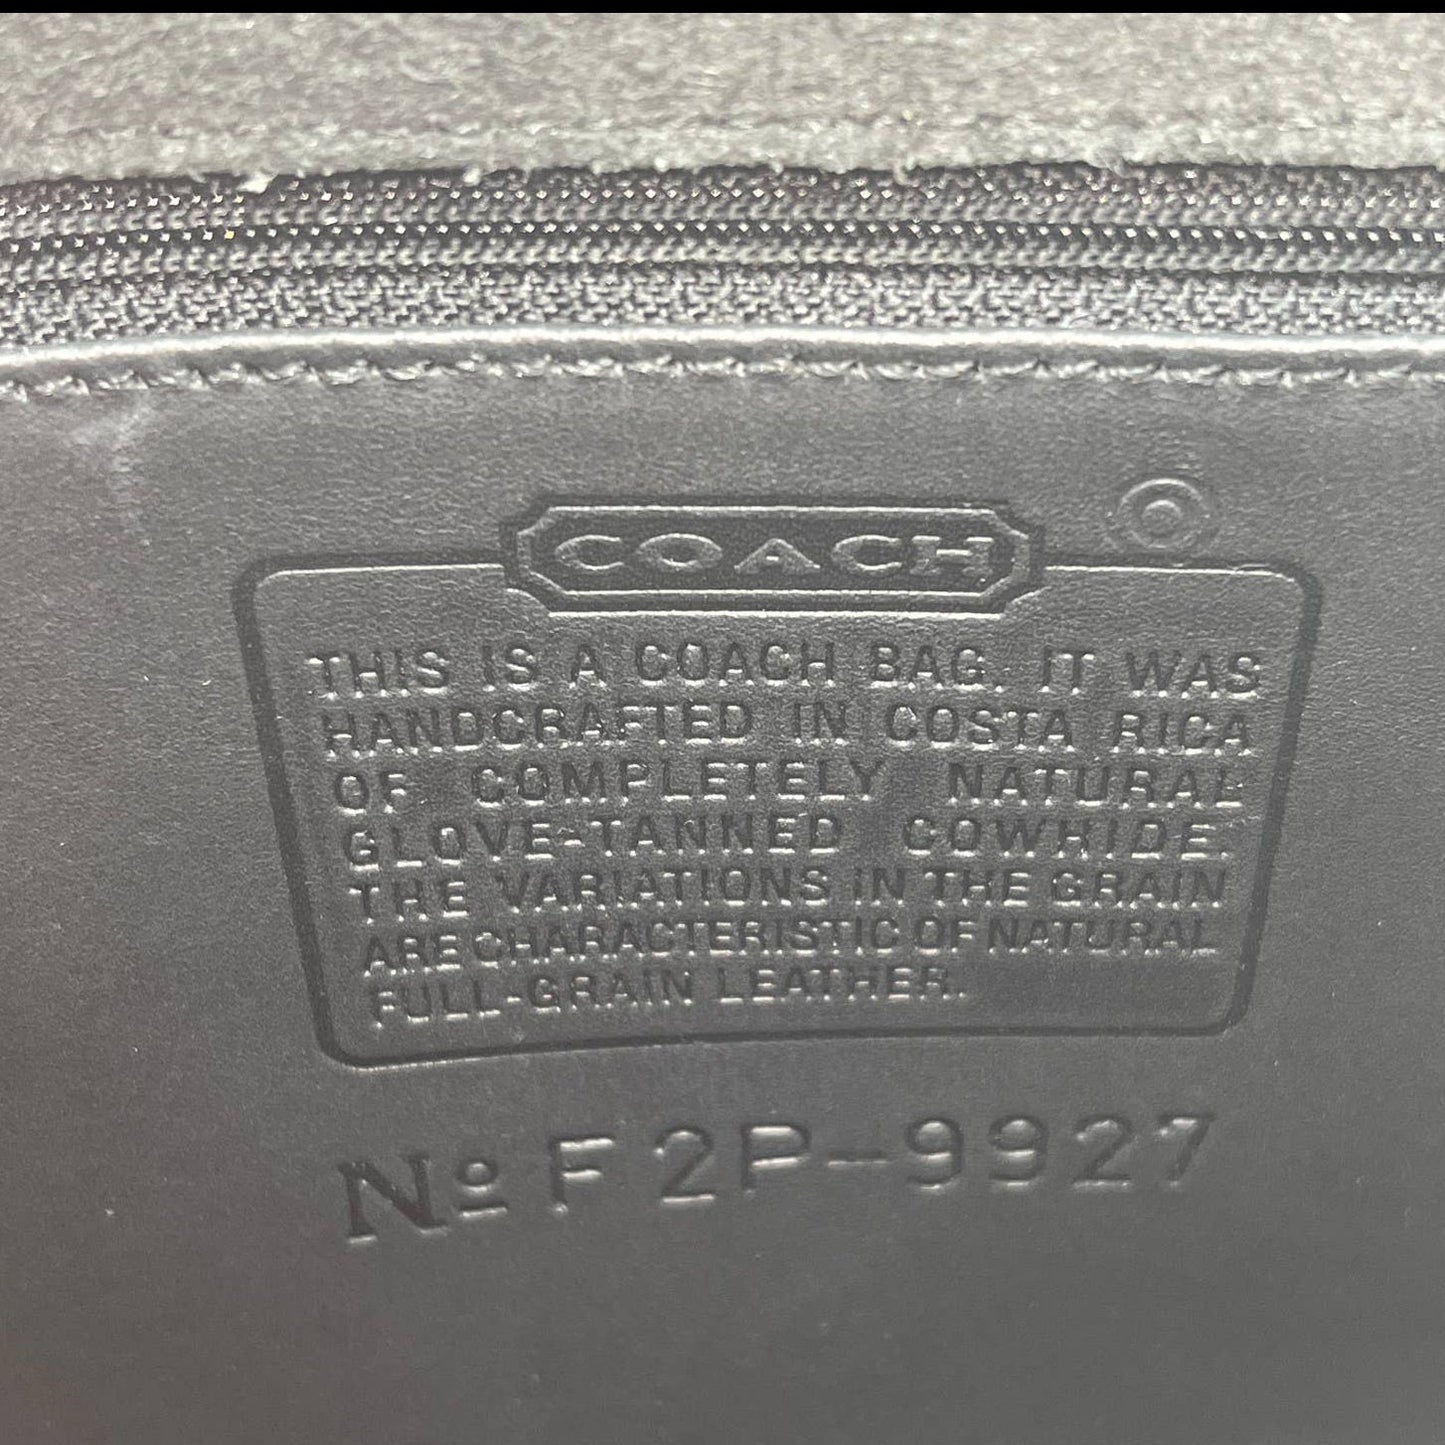 COACH
®
THIS IS A COACH BAG. IT WAS
HANDCRAFTED IN COSTA RICA
OF COMPLETELY NATURAL
GLOVE-TANNED COWHIDE.
THE VARIATIONS IN THE GRAIN
ARE CHARACTERISTIC OF NATURAL
FULL-GRAIN LEATHER.
Nº F2P-9927